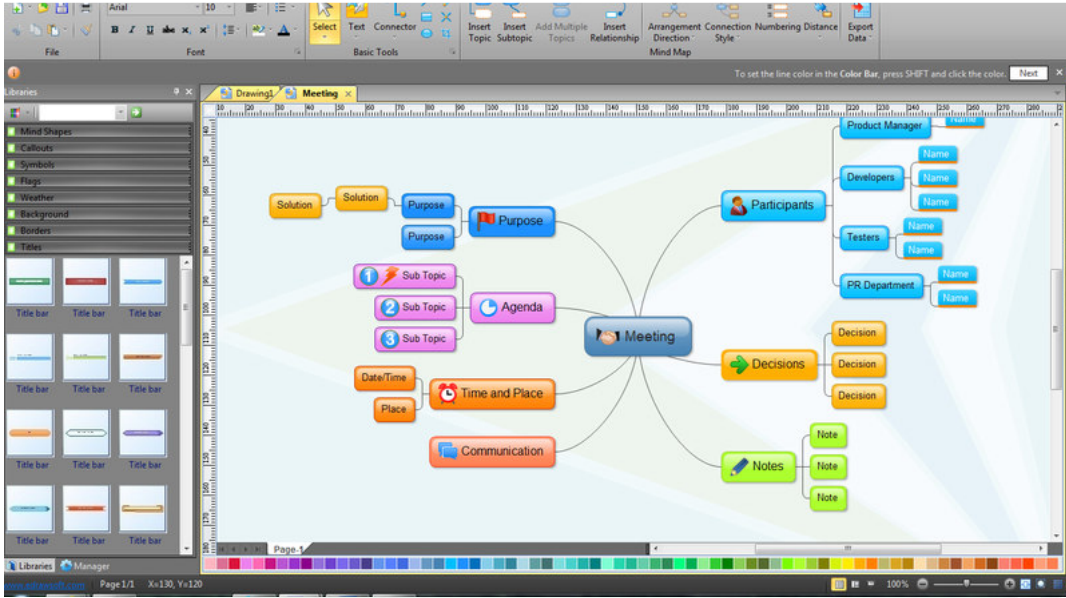 Arial
10
B I U abc x, x²
Select Text Connector
Insert Topic Insert Subtopic Add Multiple Topics Insert Relationship
Arrangement Direction Connection Style Numbering Distance
Export Data
File Font Basic Tools Mind Map
To set the line color in the Color Bar, press SHIFT and click the color. Next
Libraries
Drawing1 Meeting
Mind Shapes
Callouts
Symbols
Flags
Weather
Background
Borders
Titles
Title bar Title bar Title bar
Title bar Title bar Title bar
Title bar Title bar Title bar
Title bar Title bar Title bar
Libraries Manager
Meeting
Purpose
Purpose
Purpose
Solution
Solution
Agenda
1 Sub Topic
2 Sub Topic
3 Sub Topic
Time and Place
Date/Time
Place
Communication
Participants
Product Manager
Name
Developers
Name
Name
Name
Testers
Name
Name
PR Department
Name
Name
Decisions
Decision
Decision
Decision
Notes
Note
Note
Note
Page-1
Page 1/1 X=130, Y=120
100%